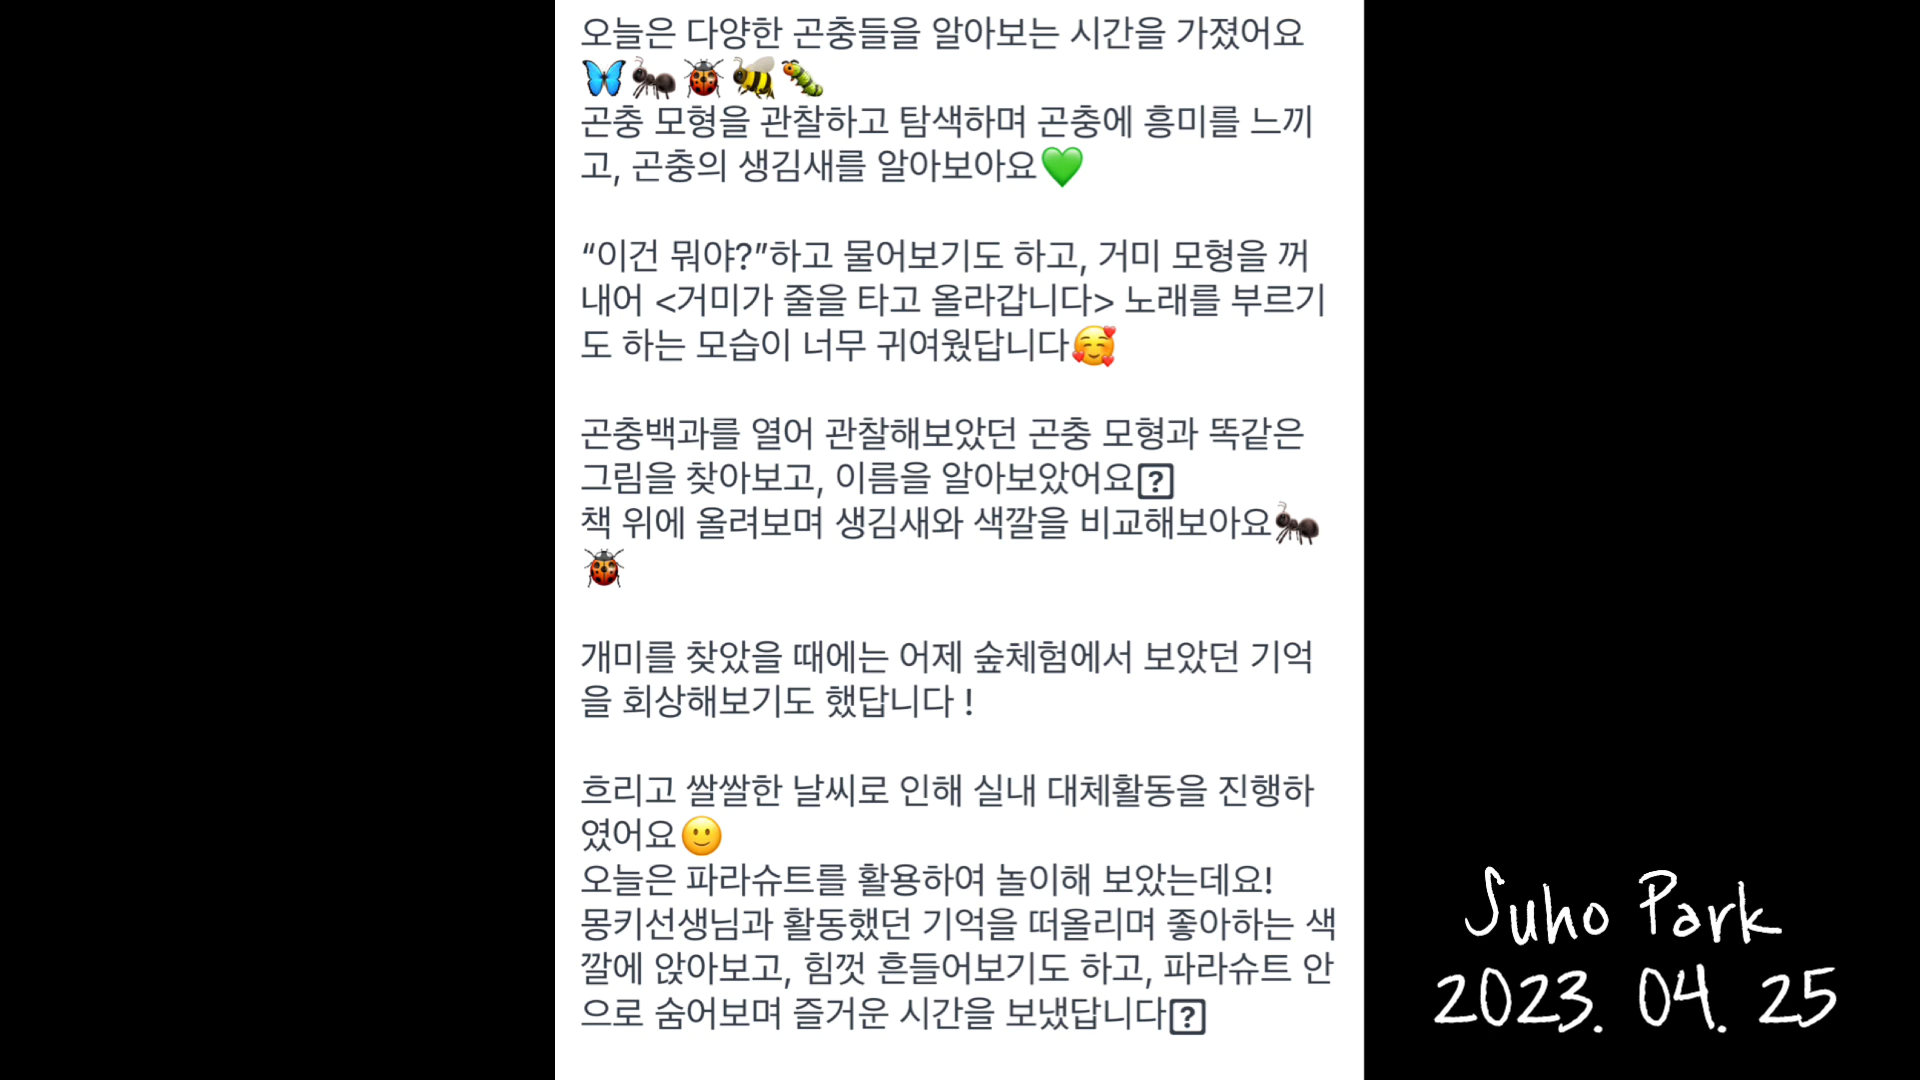 오늘은 다양한 곤충들을 알아보는 시간을 가졌어요
🦋🐜🐞🐝🐛
곤충 모형을 관찰하고 탐색하며 곤충에 흥미를 느끼
고, 곤충의 생김새를 알아보아요💚
“이건 뭐야?”하고 물어보기도 하고, 거미 모형을 꺼
내어 <거미가 줄을 타고 올라갑니다> 노래를 부르기
도 하는 모습이 너무 귀여웠답니다🥰
곤충백과를 열어 관찰해보았던 곤충 모형과 똑같은
그림을 찾아보고, 이름을 알아보았어요⍰
책 위에 올려보며 생김새와 색깔을 비교해보아요🐜
🐞
개미를 찾았을 때에는 어제 숲체험에서 보았던 기억
을 회상해보기도 했답니다 !
흐리고 쌀쌀한 날씨로 인해 실내 대체활동을 진행하
였어요🙂
오늘은 파라슈트를 활용하여 놀이해 보았는데요!
몽키선생님과 활동했던 기억을 떠올리며 좋아하는 색
깔에 앉아보고, 힘껏 흔들어보기도 하고, 파라슈트 안
으로 숨어보며 즐거운 시간을 보냈답니다⍰
Suho Park
2023. 04. 25